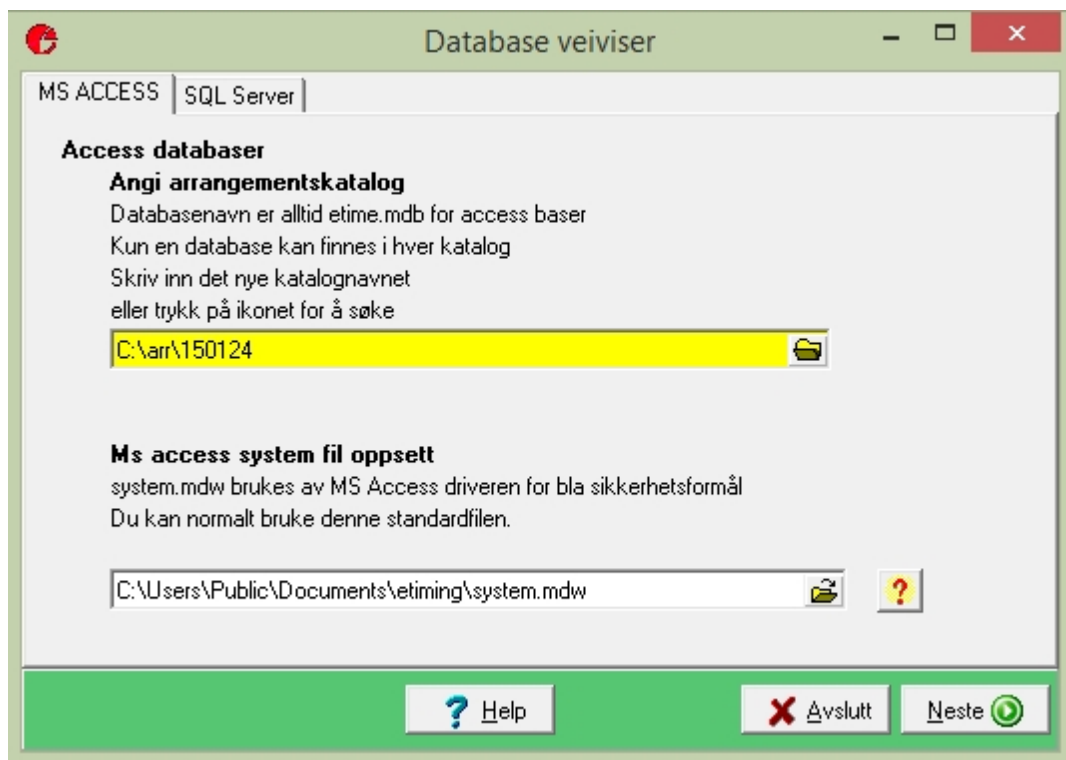 Database veiviser
MS ACCESS
SQL Server
Access databaser
Angi arrangementskatalog
Databasenavn er alltid etime.mdb for access baser
Kun en database kan finnes i hver katalog
Skriv inn det nye katalognavnet
eller trykk på ikonet for å søke
C:\arr\150124
Ms access system fil oppsett
system.mdw brukes av MS Access driveren for bla sikkerhetsformål
Du kan normalt bruke denne standardfilen.
C:\Users\Public\Documents\etiming\system.mdw
?
? Help
Avslutt
Neste